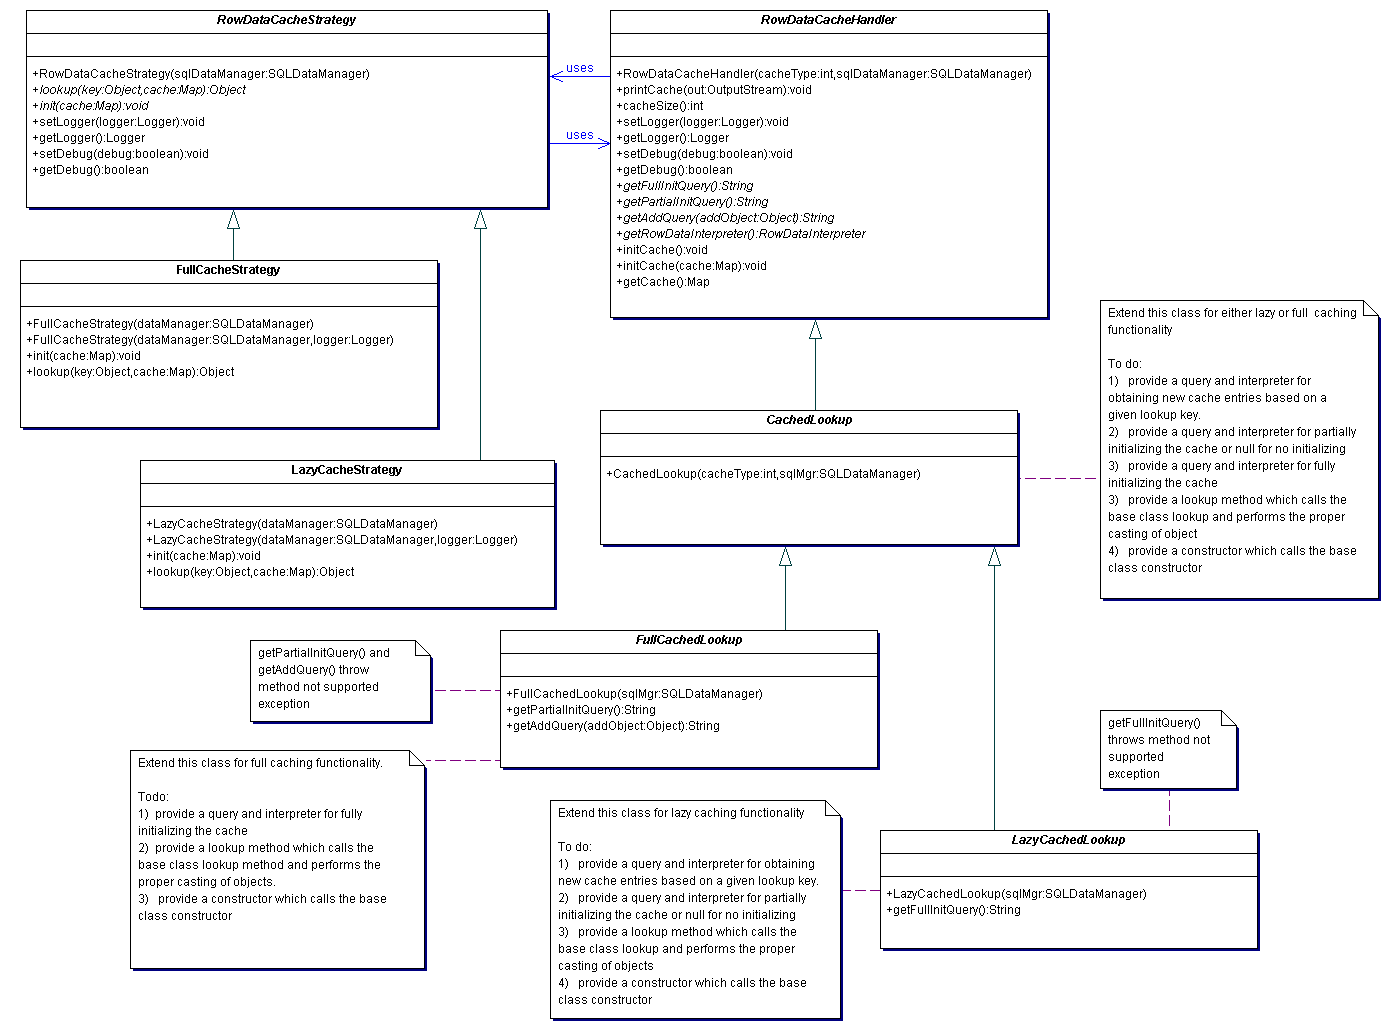 RowDataCacheStrategy
+RowDataCacheStrategy(sqlDataManager:SQLDataManager)
+lookup(key:Object,cache:Map):Object
+init(cache:Map):void
+setLogger(logger:Logger):void
+getLogger():Logger
+setDebug(debug:boolean):void
+getDebug():boolean
uses
uses
RowDataCacheHandler
+RowDataCacheHandler(cacheType:int,sqlDataManager:SQLDataManager)
+printCache(out:OutputStream):void
+cacheSize():int
+setLogger(logger:Logger):void
+getLogger():Logger
+setDebug(debug:boolean):void
+getDebug():boolean
+getFullInitQuery():String
+getPartialInitQuery():String
+getAddQuery(addObject:Object):String
+getRowDataInterpreter():RowDataInterpreter
+initCache():void
+initCache(cache:Map):void
+getCache():Map
FullCacheStrategy
+FullCacheStrategy(dataManager:SQLDataManager)
+FullCacheStrategy(dataManager:SQLDataManager,logger:Logger)
+init(cache:Map):void
+lookup(key:Object,cache:Map):Object
Extend this class for either lazy or full  caching
functionality
To do:
1)   provide a query and interpreter for
obtaining new cache entries based on a
given lookup key.
2)   provide a query and interpreter for partially
initializing the cache or null for no initializing
3)   provide a query and interpreter for fully
initializing the cache
3)   provide a lookup method which calls the
base class lookup and performs the proper
casting of object
4)   provide a constructor which calls the base
class constructor
CachedLookup
+CachedLookup(cacheType:int,sqlMgr:SQLDataManager)
LazyCacheStrategy
+LazyCacheStrategy(dataManager:SQLDataManager)
+LazyCacheStrategy(dataManager:SQLDataManager,logger:Logger)
+init(cache:Map):void
+lookup(key:Object,cache:Map):Object
getPartialInitQuery() and
getAddQuery() throw
method not supported
exception
FullCachedLookup
+FullCachedLookup(sqlMgr:SQLDataManager)
+getPartialInitQuery():String
+getAddQuery(addObject:Object):String
getFullInitQuery()
throws method not
supported
exception
Extend this class for full caching functionality.
Todo:
1)  provide a query and interpreter for fully
initializing the cache
2)  provide a lookup method which calls the
base class lookup method and performs the
proper casting of objects.
3)   provide a constructor which calls the base
class constructor
Extend this class for lazy caching functionality
To do:
1)   provide a query and interpreter for obtaining
new cache entries based on a given lookup key.
2)   provide a query and interpreter for partially
initializing the cache or null for no initializing
3)   provide a lookup method which calls the
base class lookup and performs the proper
casting of objects
4)   provide a constructor which calls the base
class constructor
LazyCachedLookup
+LazyCachedLookup(sqlMgr:SQLDataManager)
+getFullInitQuery():String